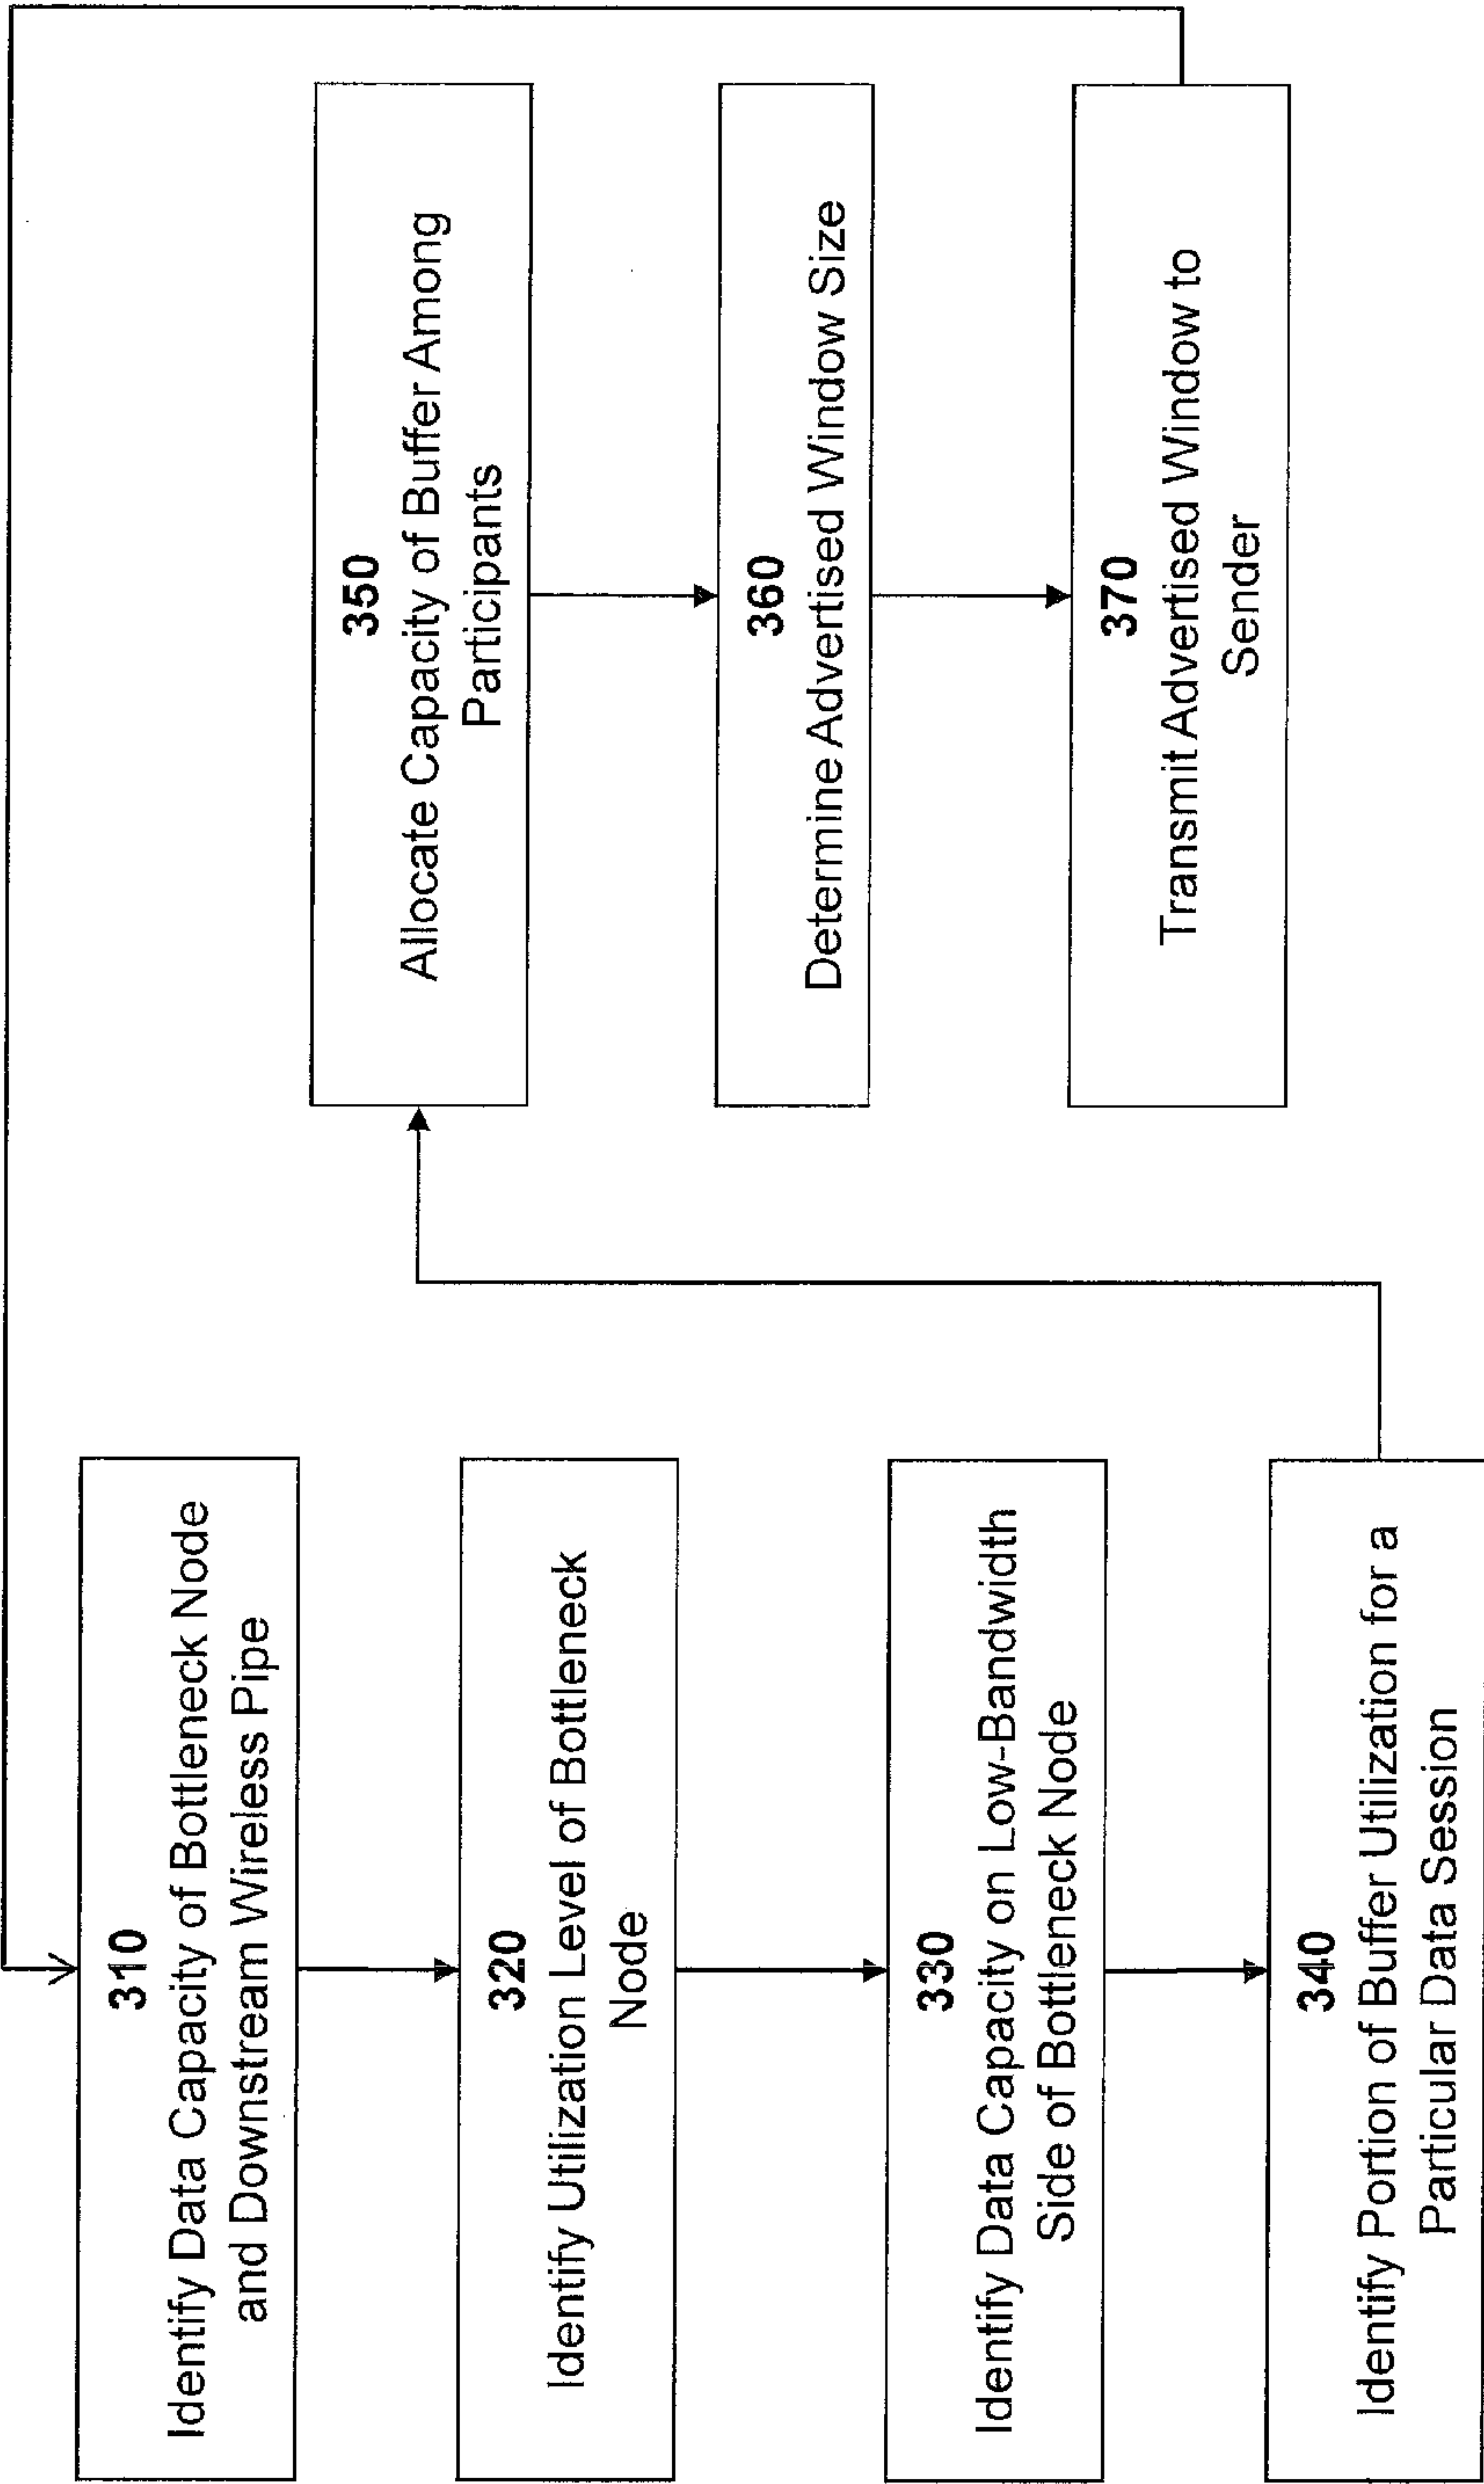 310
Identify Data Capacity of Bottleneck Node
and Downstream Wireless Pipe
320
Identify Utilization Level of Bottleneck
Node
330
Identify Data Capacity on Low-Bandwidth
Side of Bottleneck Node
340
Identify Portion of Buffer Utilization for a
Particular Data Session
350
Allocate Capacity of Buffer Among
Participants
360
Determine Advertised Window Size
370
Transmit Advertised Window to
Sender